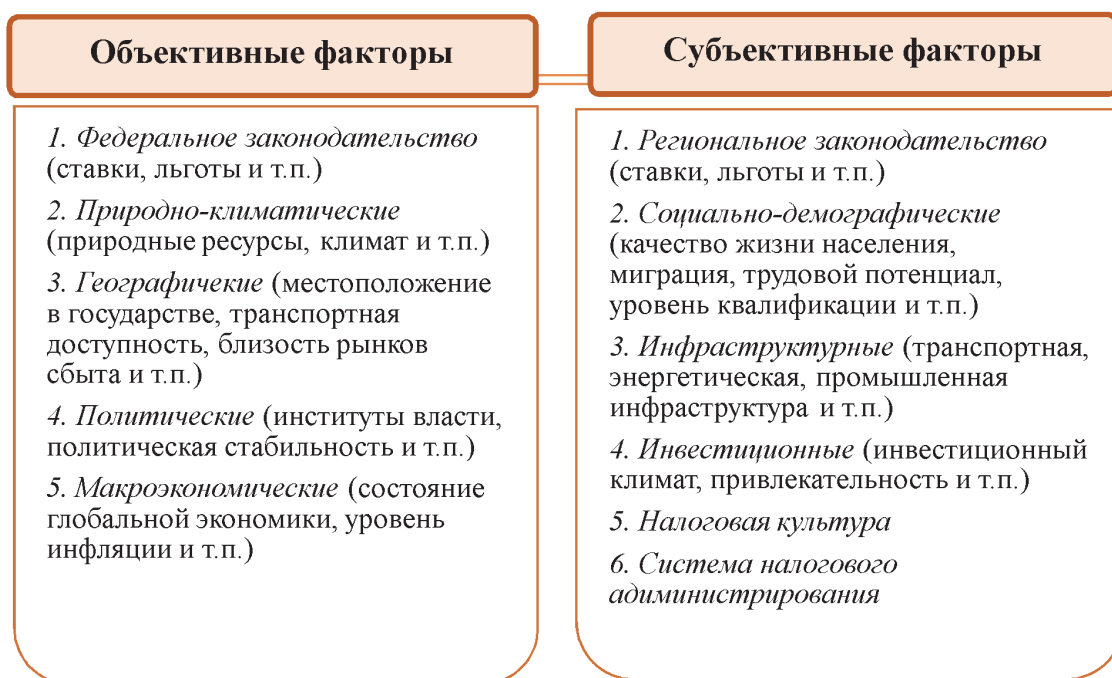 Объективные факторы
1. Федеральное законодательство
(ставки, льготы и т.п.)
2. Природно-климатические
(природные ресурсы, климат и т.п.)
3. Географичекие (местоположение
в государстве, транспортная
доступность, близость рынков
сбыта и т.п.)
4. Политические (институты власти,
политическая стабильность и т.п.)
5. Макроэкономические (состояние
глобальной экономики, уровень
инфляции и т.п.)
Субъективные факторы
1. Региональное законодательство
(ставки, льготы и т.п.)
2. Социально-демографические
(качество жизни населения,
миграция, трудовой потенциал,
уровень квалификации и т.п.)
3. Инфраструктурные (транспортная,
энергетическая, промышленная
инфраструктура и т.п.)
4. Инвестиционные (инвестиционный
климат, привлекательность и т.п.)
5. Налоговая культура
6. Система налогового
адиминистрирования